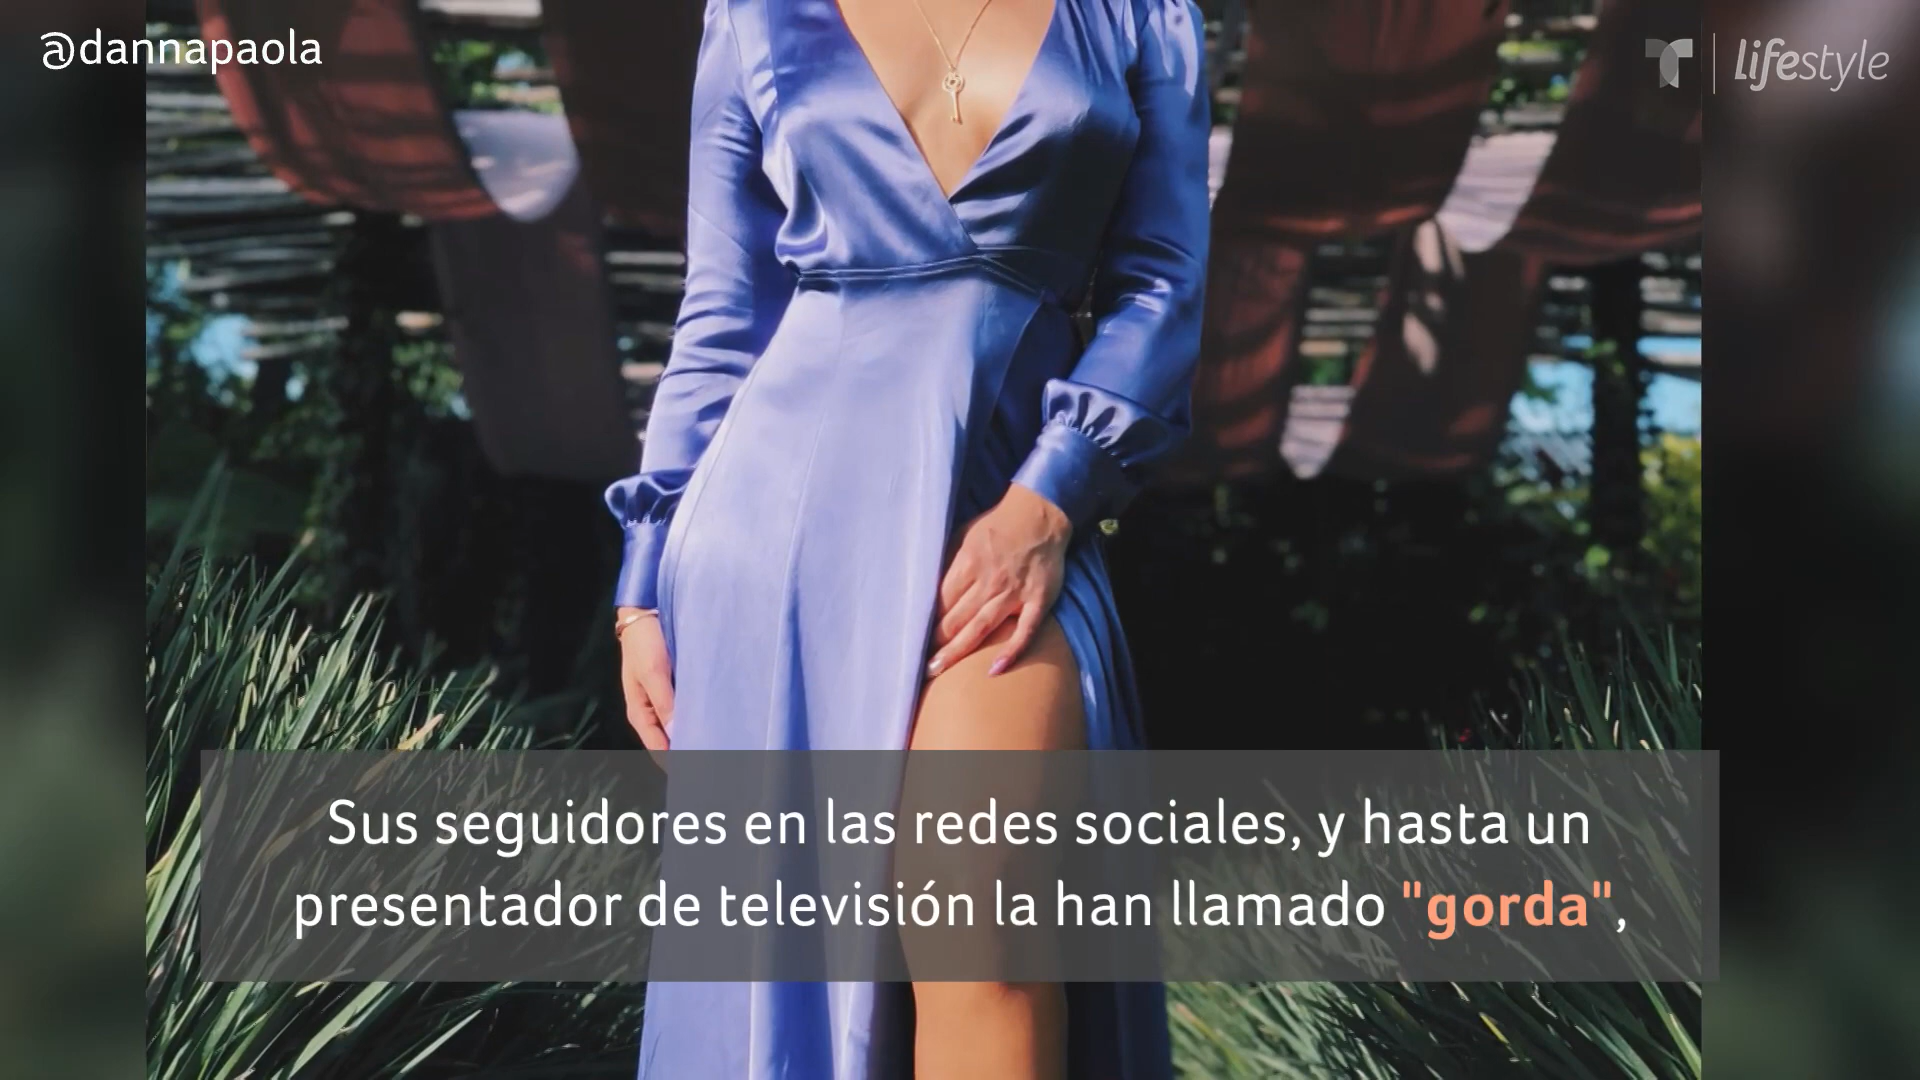 @dannapaola
lifestyle
Sus seguidores en las redes sociales, y hasta un
presentador de televisión la han llamado "gorda",